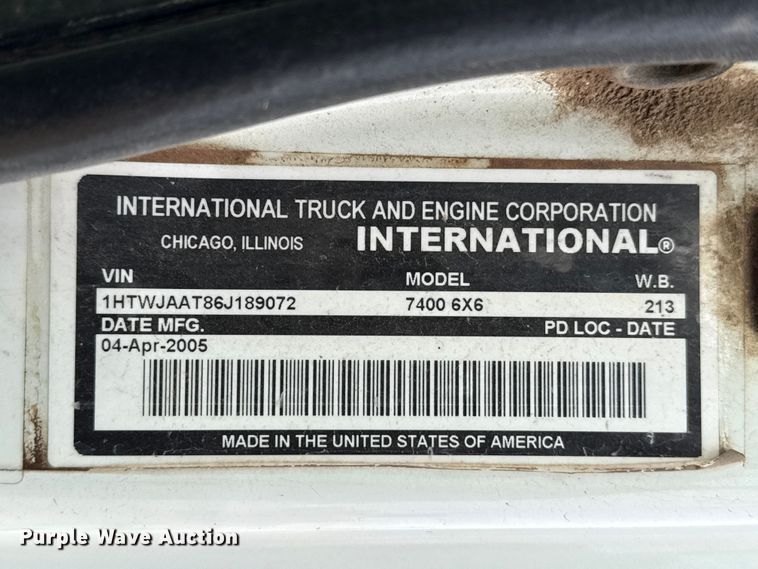 INTERNATIONAL TRUCK AND ENGINE CORPORATION
CHICAGO, ILLINOIS INTERNATIONAL®
VIN MODEL W.B.
1HTWJAAT86J189072 7400 6X6 213
DATE MFG. PD LOC - DATE
04-Apr-2005
MADE IN THE UNITED STATES OF AMERICA
Purple Wave Auction